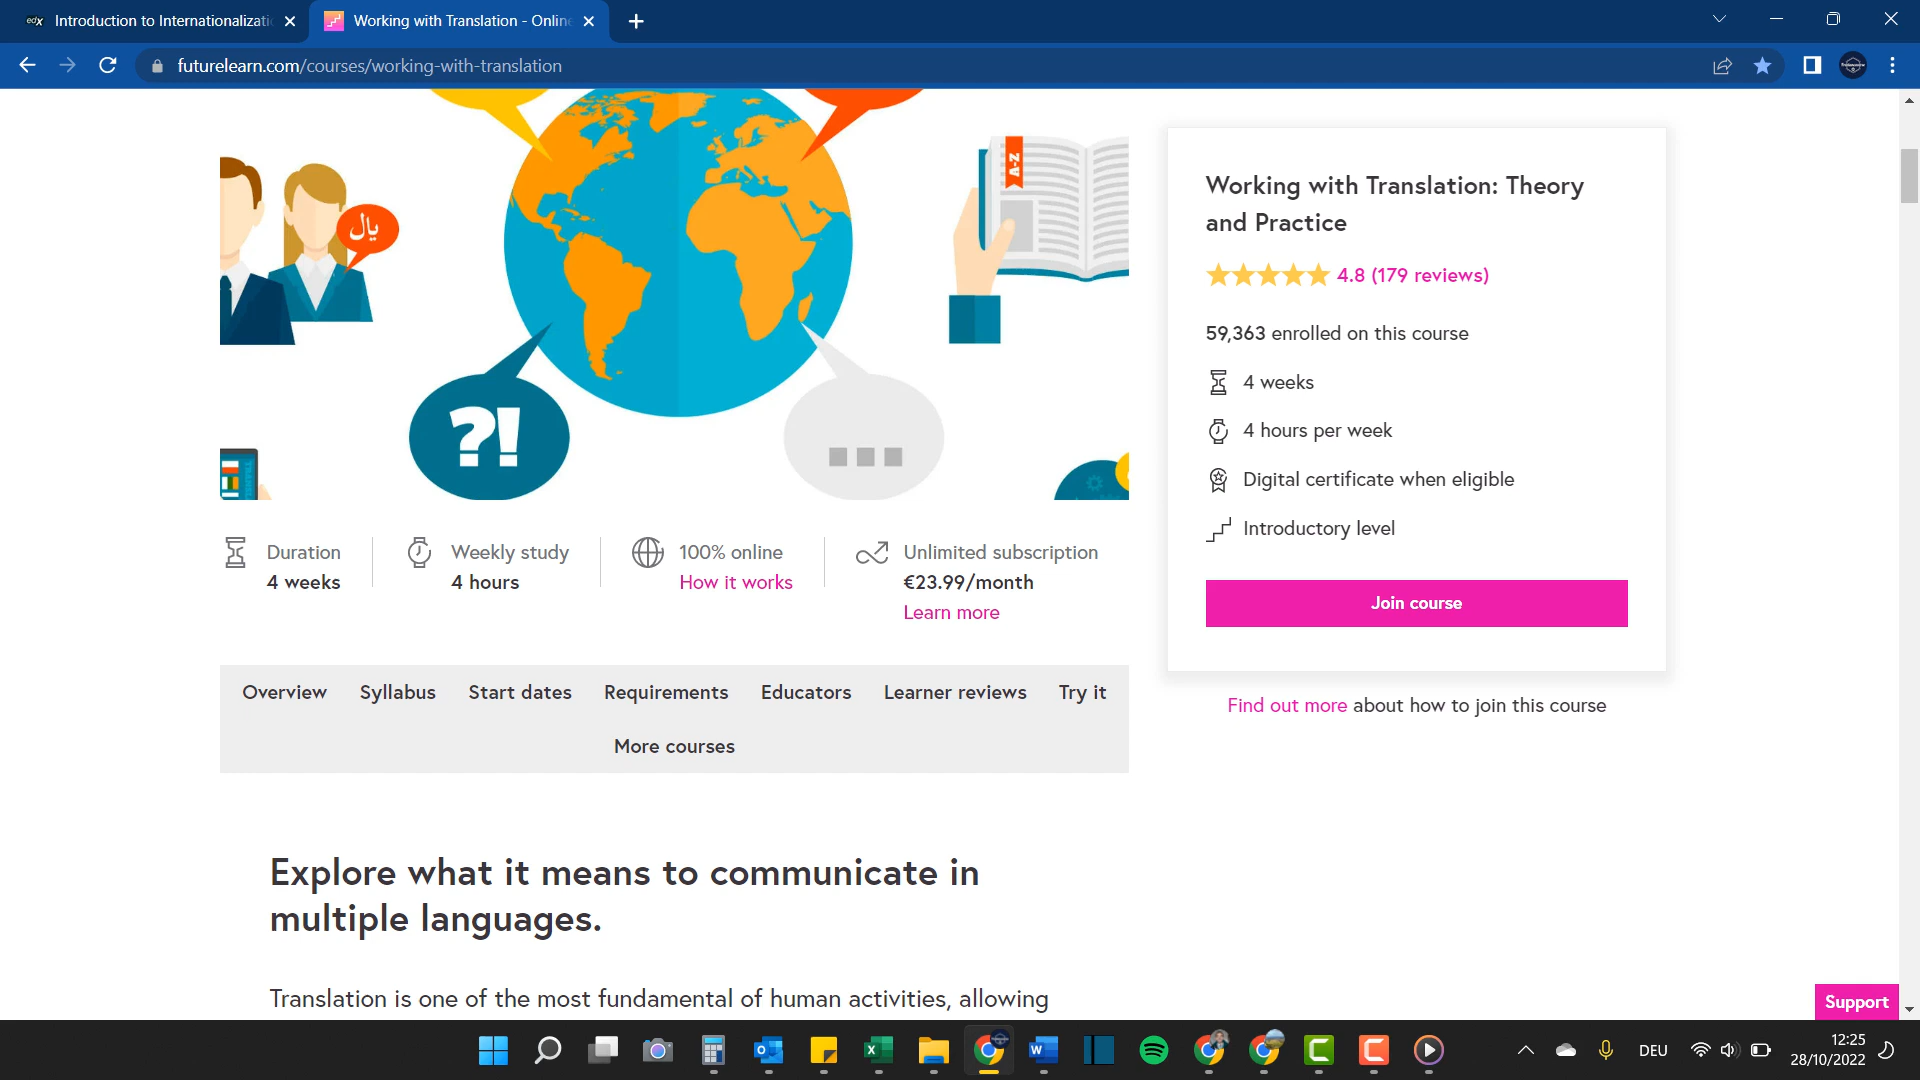 edX Introduction to Internationalizati
Working with Translation - Onlin
futurelearn.com/courses/working-with-translation
يال
A-Z
?!
Working with Translation: Theory
and Practice
4.8 (179 reviews)
59,363 enrolled on this course
4 weeks
4 hours per week
Digital certificate when eligible
Introductory level
Join course
Find out more about how to join this course
Duration
4 weeks
Weekly study
4 hours
100% online
How it works
Unlimited subscription
€23.99/month
Learn more
Overview Syllabus Start dates Requirements Educators Learner reviews Try it
More courses
Explore what it means to communicate in
multiple languages.
Translation is one of the most fundamental of human activities, allowing
Support
DEU
12:25
28/10/2022